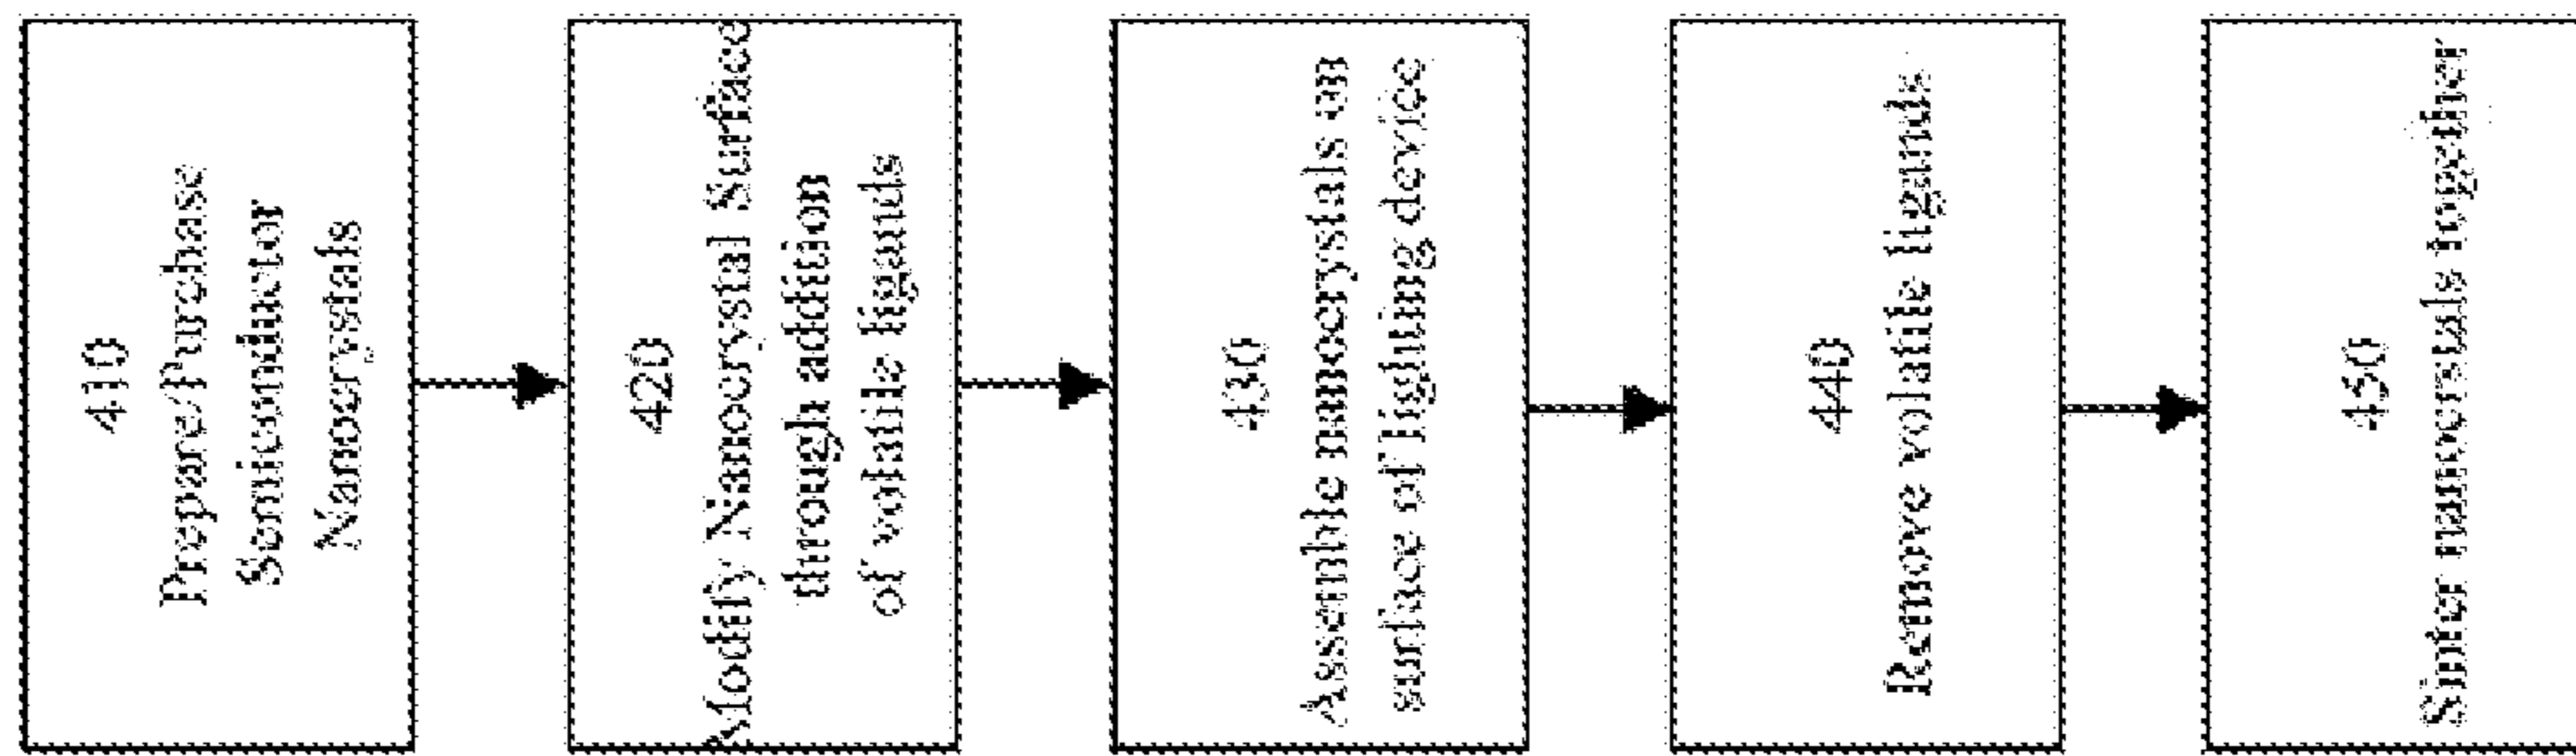 410
Prepare/Purchase
Semiconductor
Nanocrystals
420
Modify Nanocrystal Surface
through addition
of volatile ligands
430
Assemble nanocrystals on
surface of lighting device
440
Remove volatile ligands
450
Sinter nanocrystals together